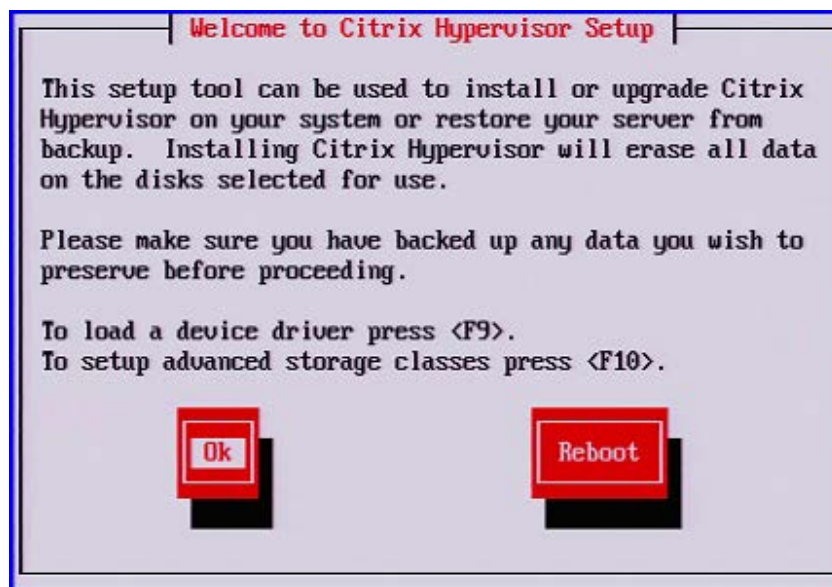 Welcome to Citrix Hypervisor Setup
This setup tool can be used to install or upgrade Citrix
Hypervisor on your system or restore your server from
backup.  Installing Citrix Hypervisor will erase all data
on the disks selected for use.
Please make sure you have backed up any data you wish to
preserve before proceeding.
To load a device driver press <F9>.
To setup advanced storage classes press <F10>.
Ok
Reboot